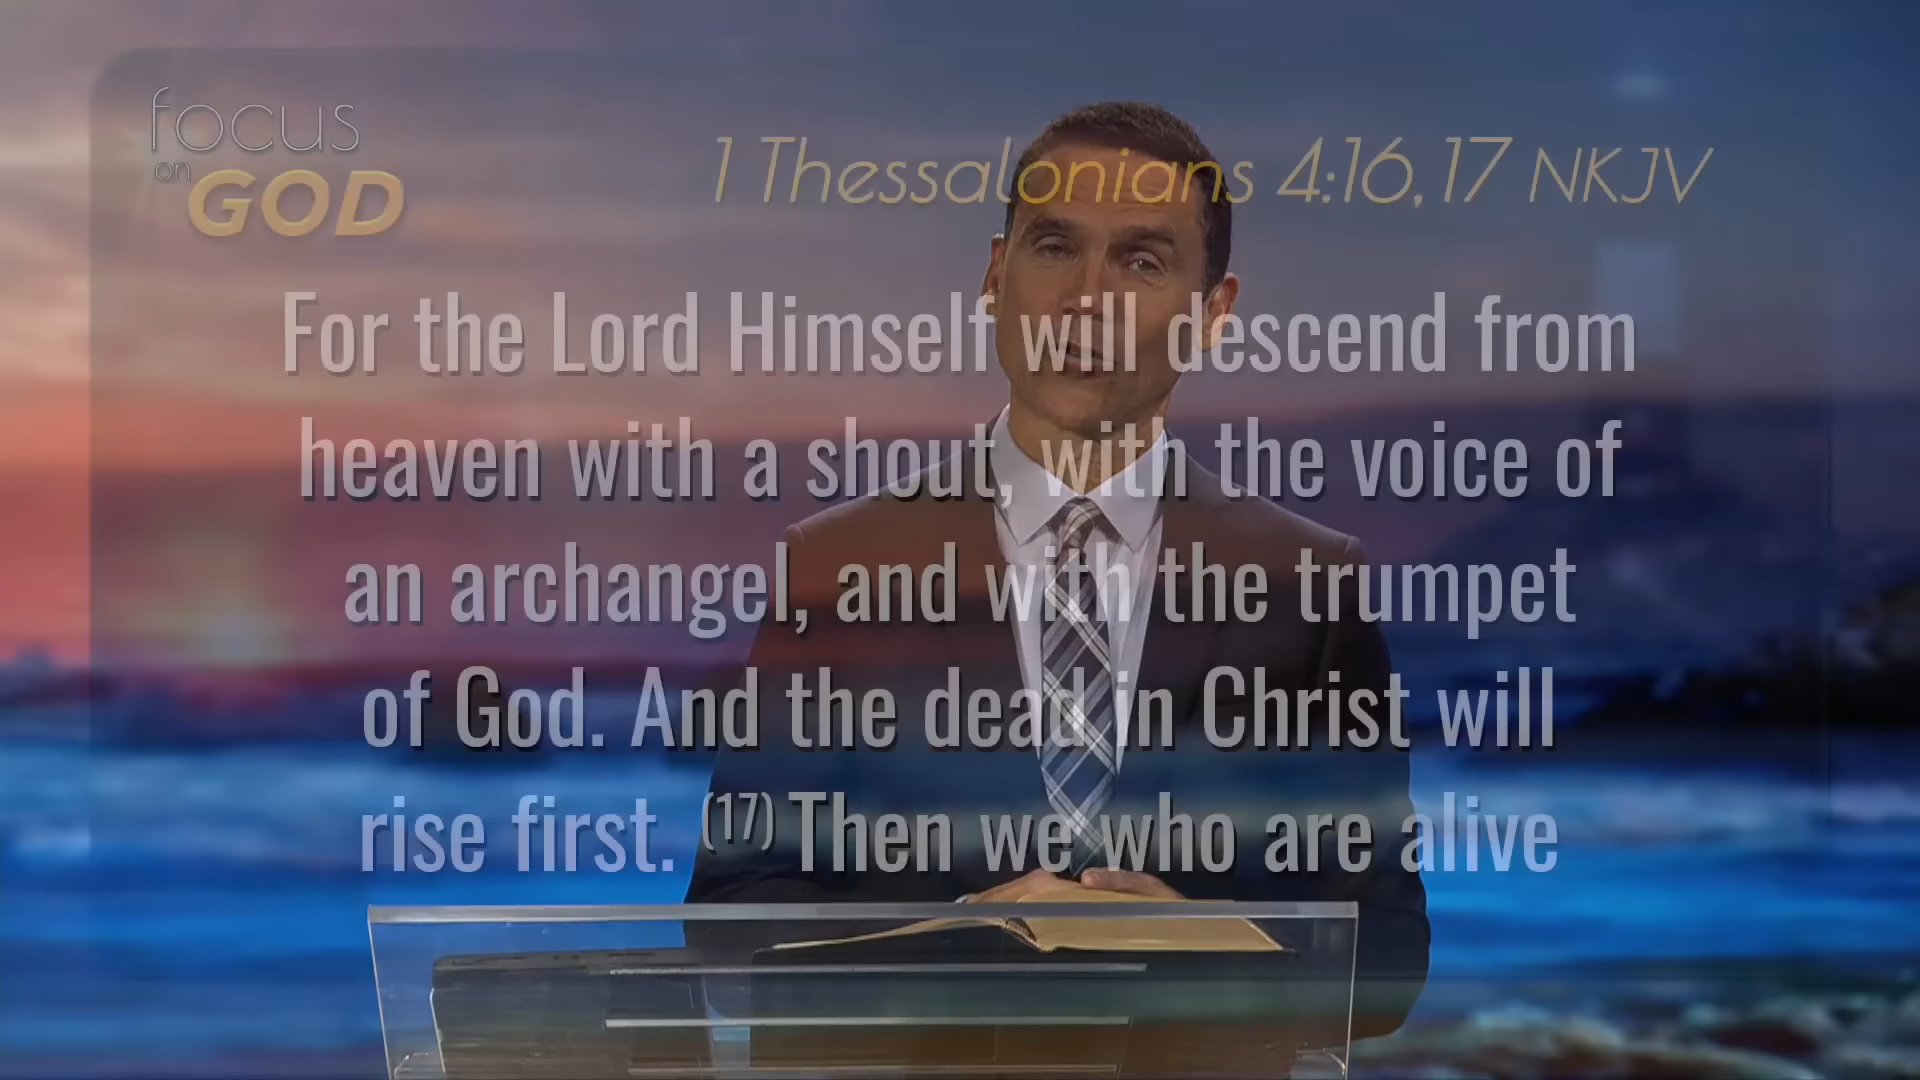 focus
on
GOD
1 Thessalonians 4:16,17 NKJV
For the Lord Himself will descend from
heaven with a shout, with the voice of
an archangel, and with the trumpet
of God. And the dead in Christ will
rise first. (17) Then we who are alive